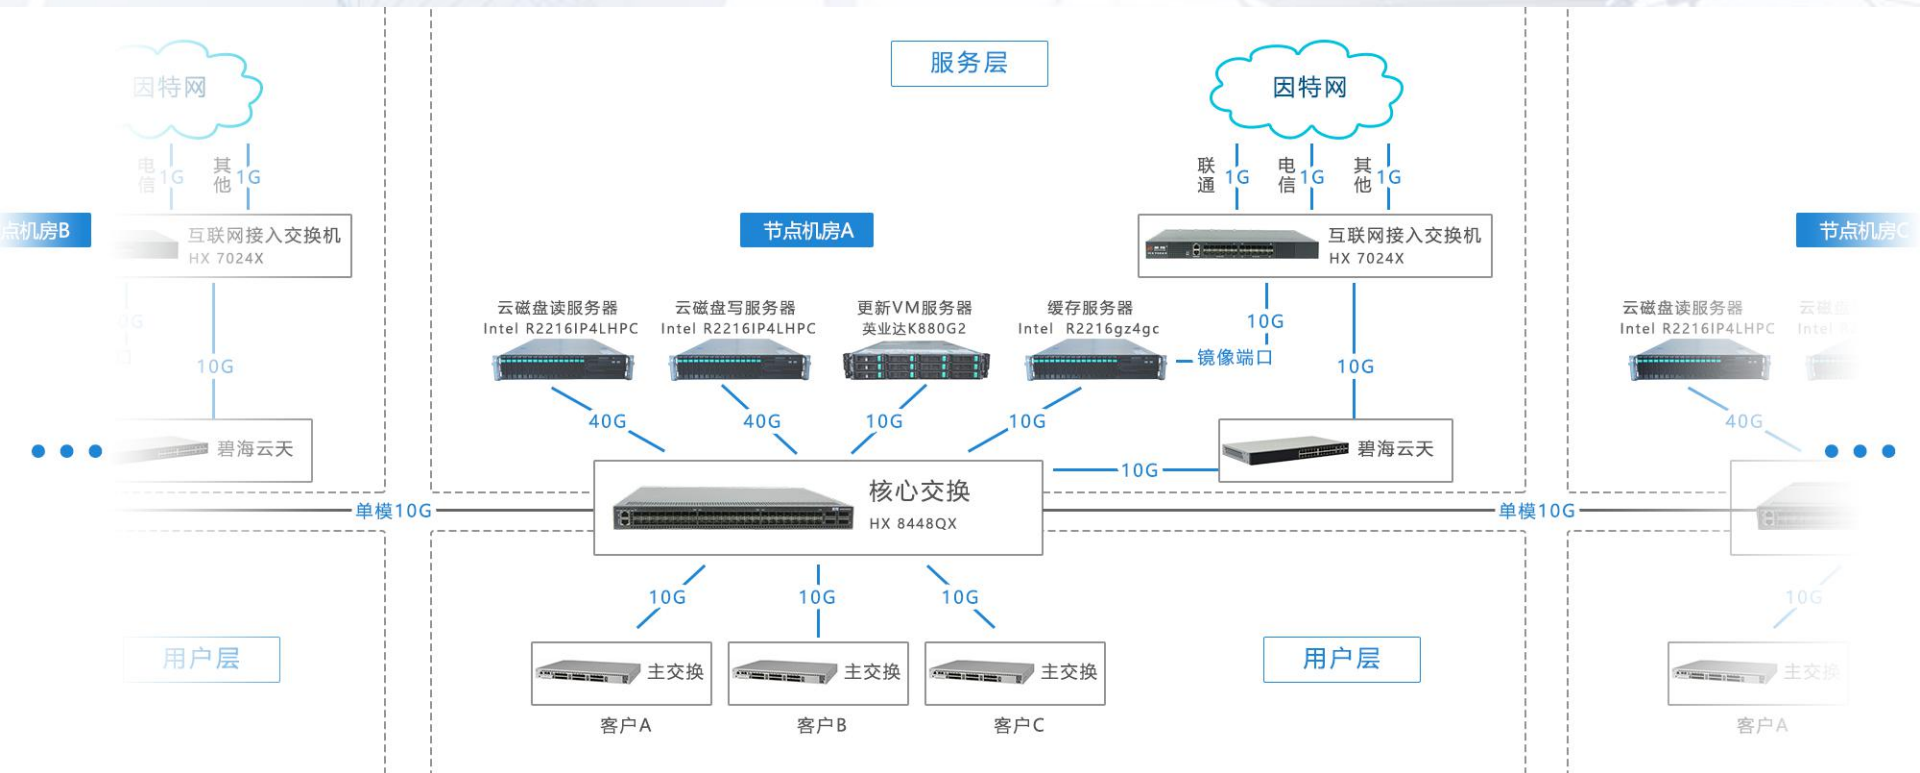 服务层
因特网
因特网
电信
1G
其他
1G
联通
1G
电信
1G
其他
1G
点机房B
节点机房A
节点机房C
互联网接入交换机
HX 7024X
互联网接入交换机
HX 7024X
云磁盘读服务器
Intel R2216IP4LHPC
云磁盘写服务器
Intel R2216IP4LHPC
更新VM服务器
英业达K880G2
缓存服务器
Intel R2216gz4gc
10G
镜像端口
云磁盘读服务器
Intel R2216IP4LHPC
云磁盘
Intel
0G
口
10G
10G
40G
40G
10G
10G
40G
碧海云天
10G
碧海云天
核心交换
HX 8448QX
单模10G
单模10G
10G
10G
10G
10G
用户层
用户层
主交换
主交换
主交换
主交换
客户A
客户B
客户C
客户A